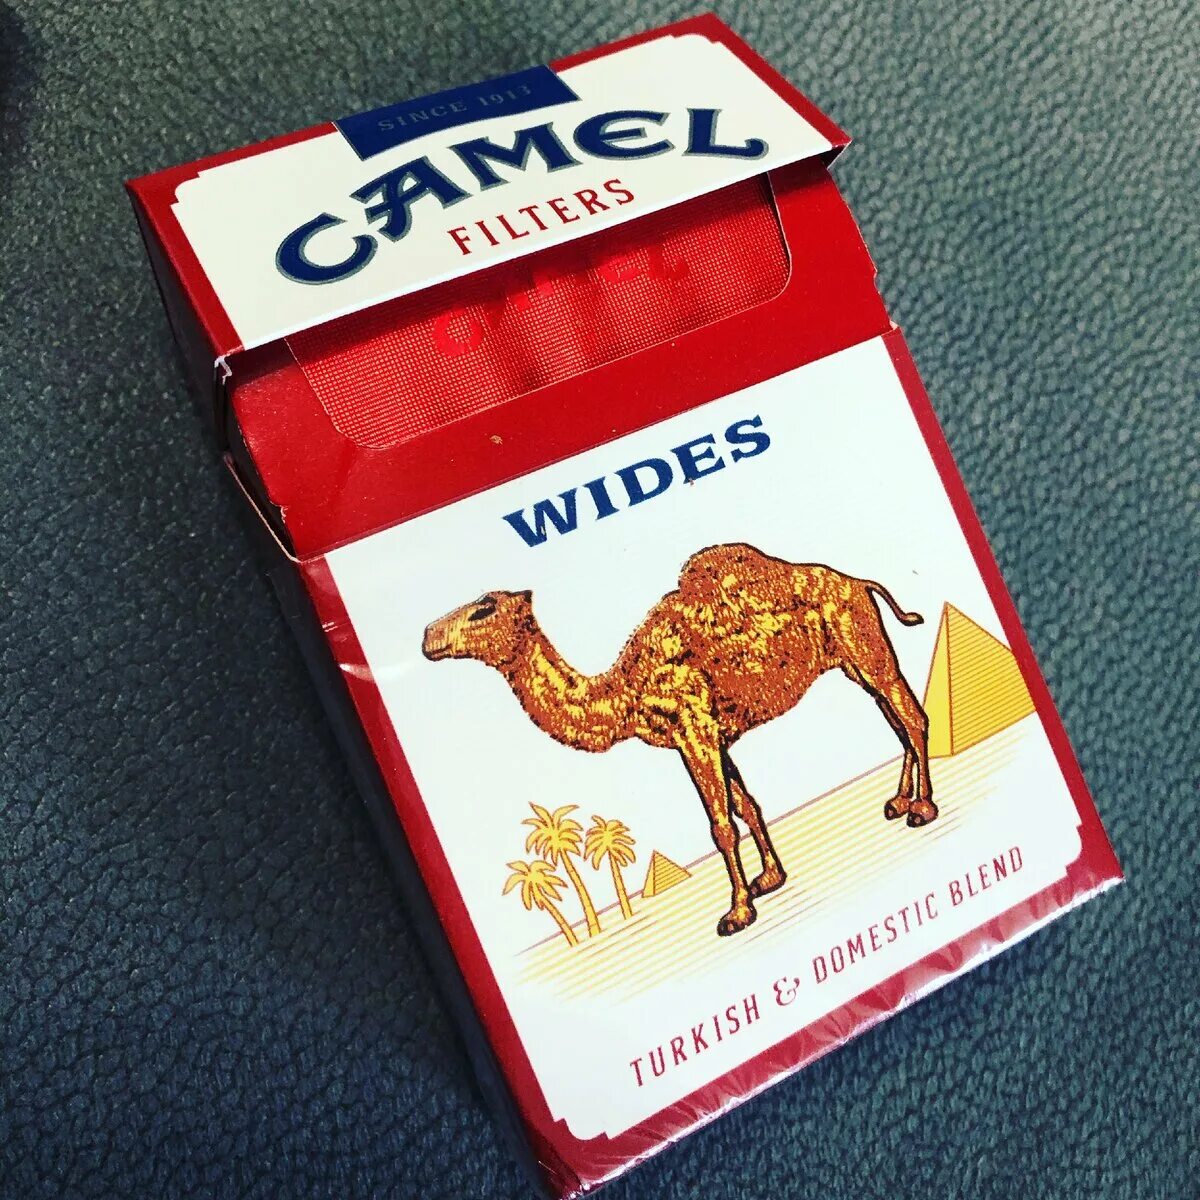 SINCE 1913
CAMEL
FILTERS
WIDES
TURKISH & DOMESTIC BLEND